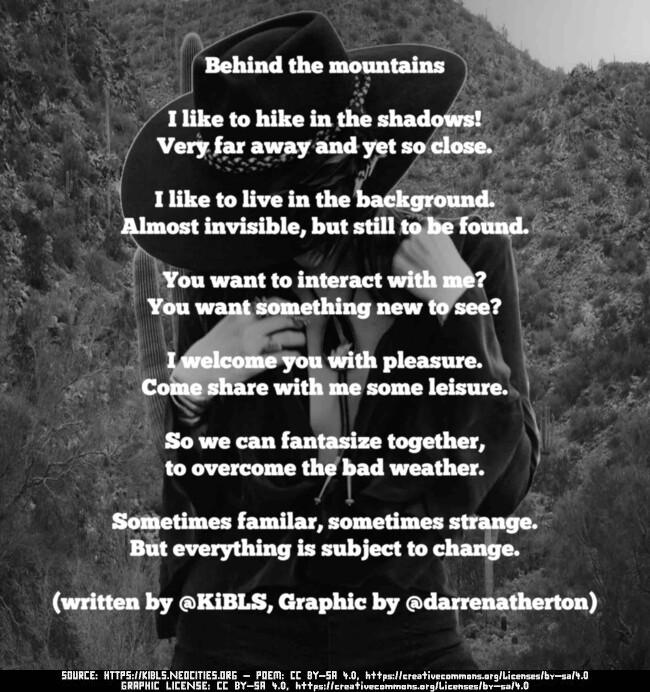 Behind the mountains
I like to hike in the shadows!
Very far away and yet so close.
I like to live in the background.
Almost invisible, but still to be found.
You want to interact with me?
You want something new to see?
I welcome you with pleasure.
Come share with me some leisure.
So we can fantasize together,
to overcome the bad weather.
Sometimes familar, sometimes strange.
But everything is subject to change.
(written by @KiBLS, Graphic by @darrenatherton)
SOURCE: HTTPS://KIBLS.NEOCITIES.ORG - POEM: CC BY-SA 4.0, https://creativecommons.org/licenses/by-sa/4.0
GRAPHIC LICENSE: CC BY-SA 4.0, https://creativecommons.org/licenses/by-sa/4.0